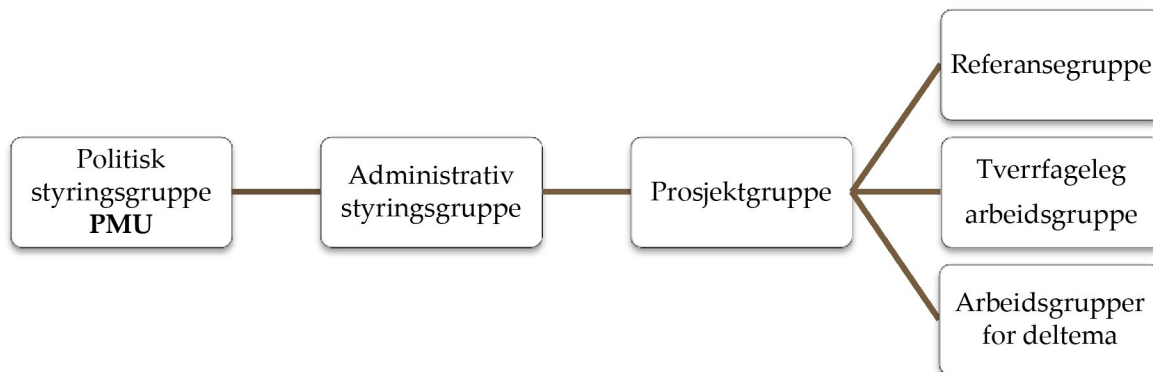 Politisk
styringsgruppe
PMU
Administrativ
styringsgruppe
Prosjektgruppe
Referansegruppe
Tverrfageleg
arbeidsgruppe
Arbeidsgrupper
for deltema